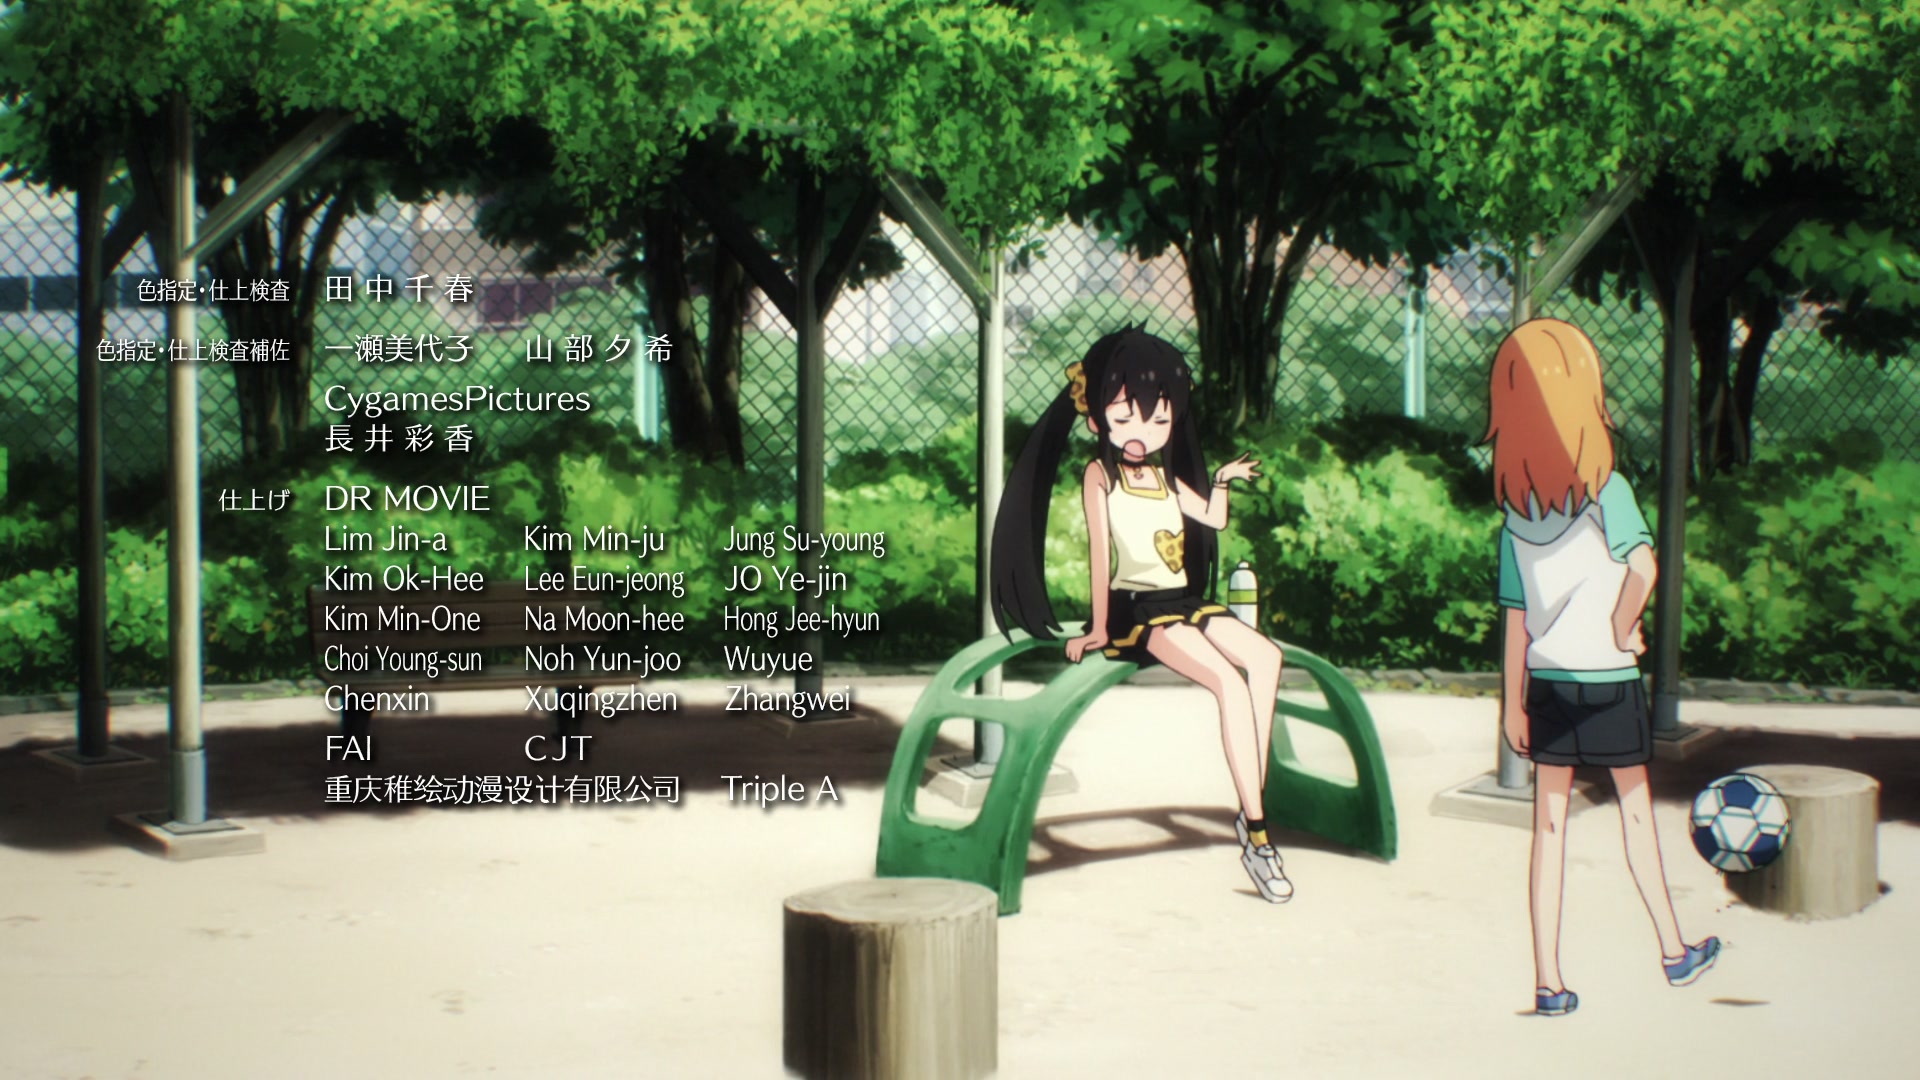 色指定・仕上検査 田中千春
色指定・仕上検査補佐 一瀬美代子 山部夕希
CygamesPictures
長井彩香
仕上げ DR MOVIE
Lim Jin-a Kim Min-ju Jung Su-young
Kim Ok-Hee Lee Eun-jeong JO Ye-jin
Kim Min-One Na Moon-hee Hong Jee-hyun
Choi Young-sun Noh Yun-joo Wuyue
Chenxin Xuqingzhen Zhangwei
FAI CJT
重庆稚绘动漫设计有限公司 Triple A